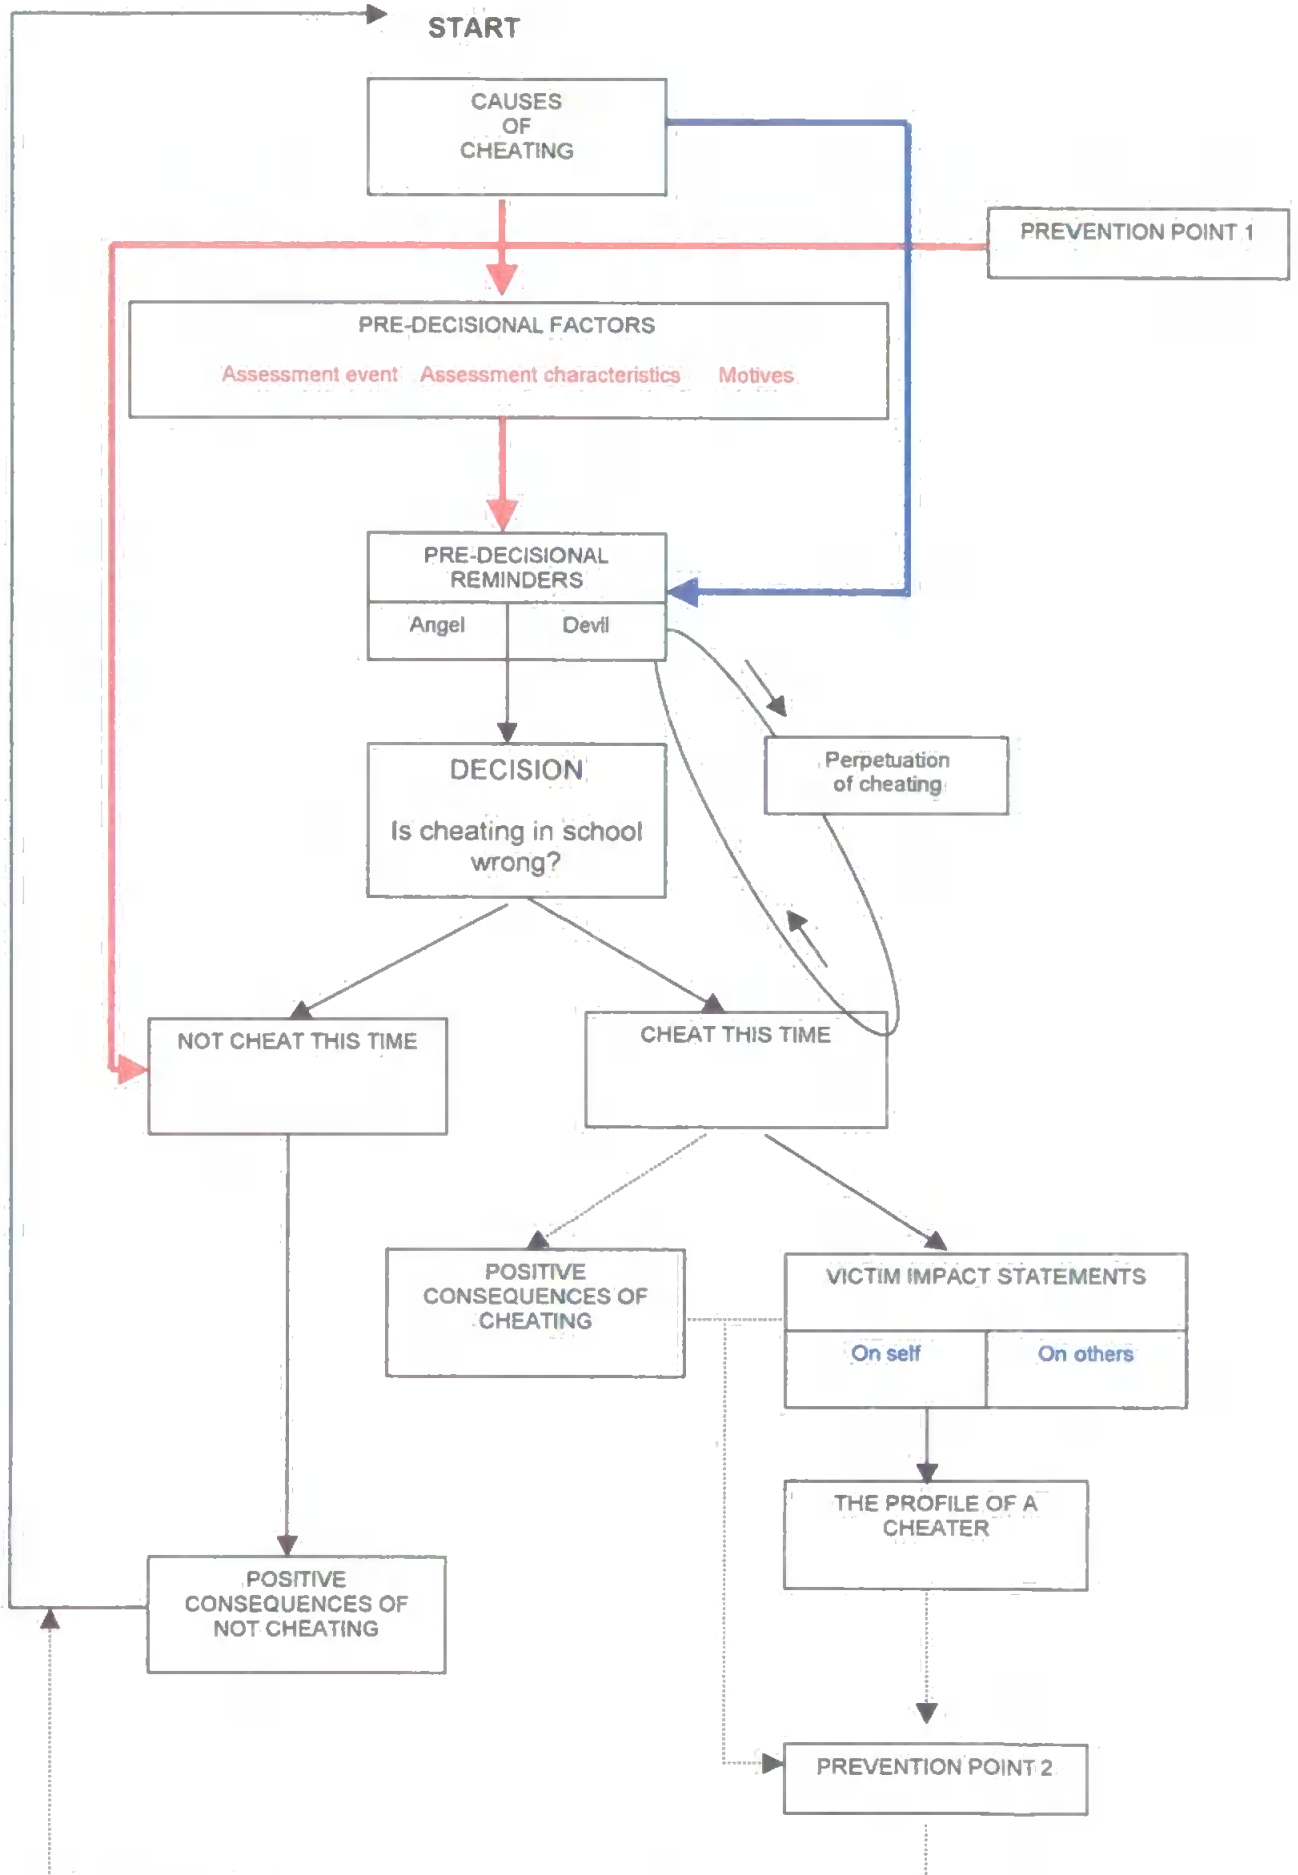 START
CAUSES
OF
CHEATING
PREVENTION POINT 1
PRE-DECISIONAL FACTORS
Assessment event Assessment characteristics Motives
PRE-DECISIONAL
REMINDERS
Angel Devil
DECISION
Is cheating in school
wrong?
Perpetuation
of cheating
NOT CHEAT THIS TIME
CHEAT THIS TIME
POSITIVE
CONSEQUENCES OF
CHEATING
VICTIM IMPACT STATEMENTS
On self On others
THE PROFILE OF A
CHEATER
POSITIVE
CONSEQUENCES OF
NOT CHEATING
PREVENTION POINT 2